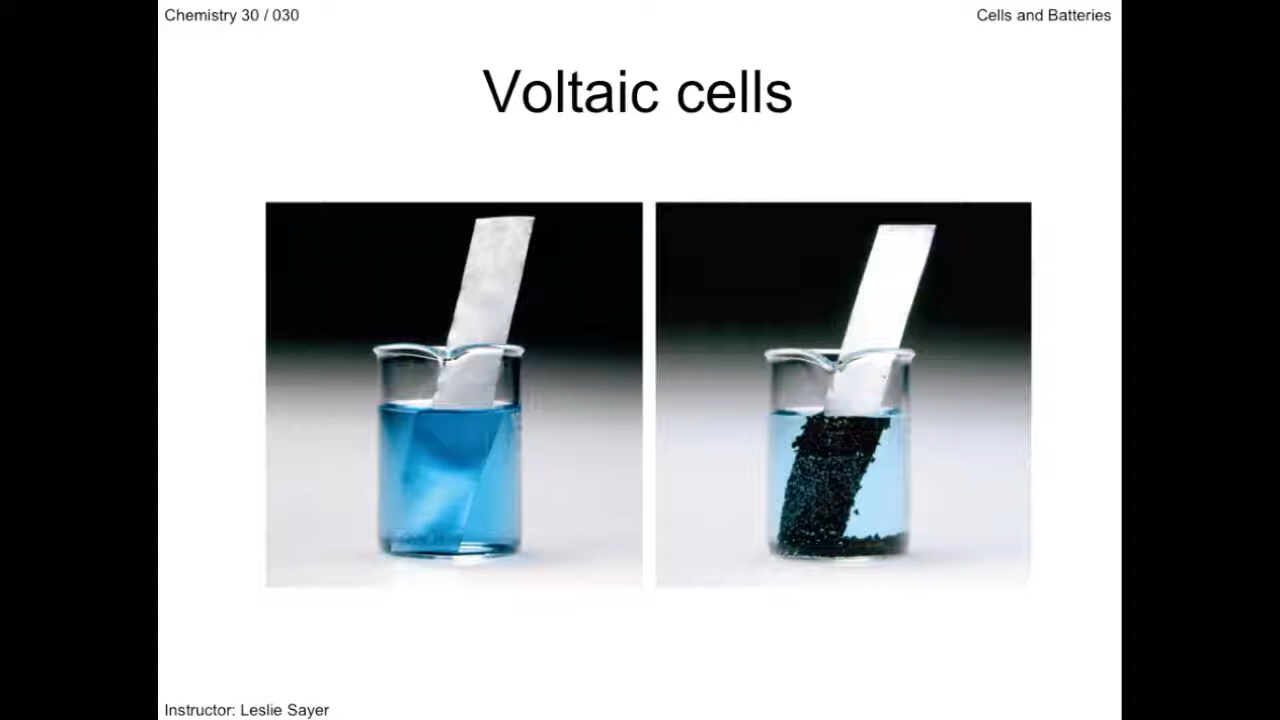 Chemistry 30 / 030
Cells and Batteries
Voltaic cells
Instructor: Leslie Sayer